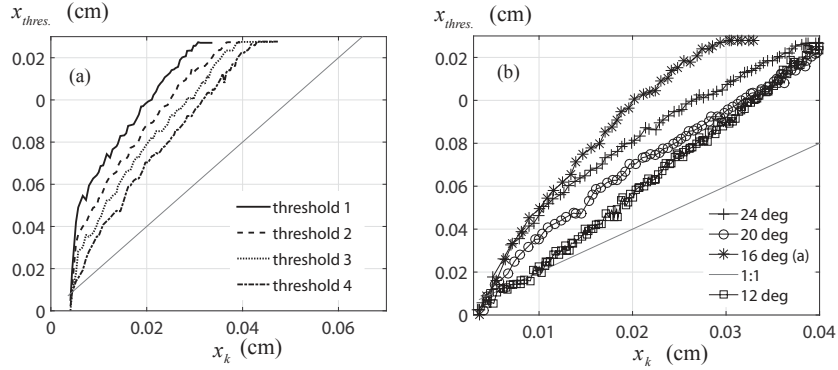 x_thres. (cm)
0.02
0
0.08
0.06
0.04
0.02
0
(a)
threshold 1
threshold 2
threshold 3
threshold 4
0
0.02
0.04
0.06
x_k (cm)
x_thres. (cm)
0.02
0
0.08
0.06
0.04
0.02
0
(b)
24 deg
20 deg
16 deg (a)
1:1
12 deg
0.01
0.02
0.03
0.04
x_k (cm)